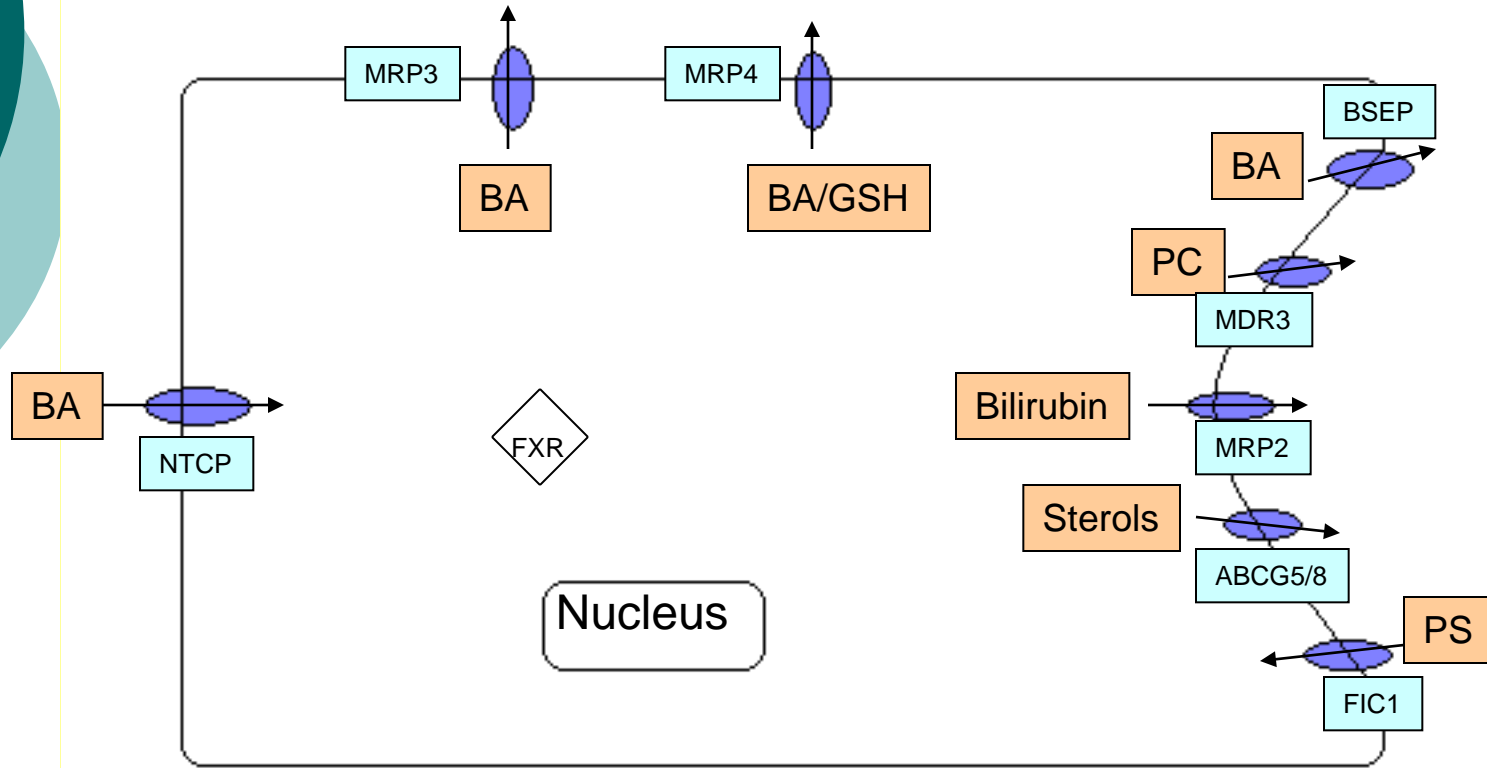 MRP3
MRP4
BSEP
BA
BA
BA/GSH
PC
MDR3
BA
NTCP
FXR
Bilirubin
MRP2
Sterols
ABCG5/8
Nucleus
PS
FIC1